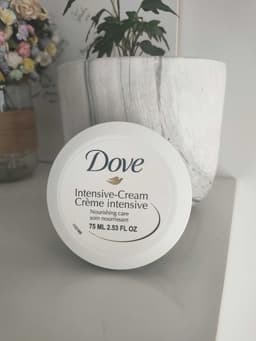 Dove
Intensive-Cream
Crème intensive
Nourishing care
soin nourrissant
75 ML 2.53 FL OZ